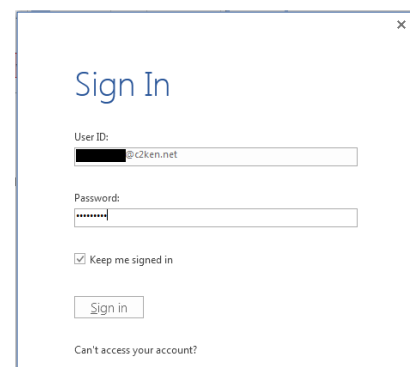 Sign In
User ID:
@c2ken.net
Password:
•••••••••
Keep me signed in
Sign in
Can't access your account?